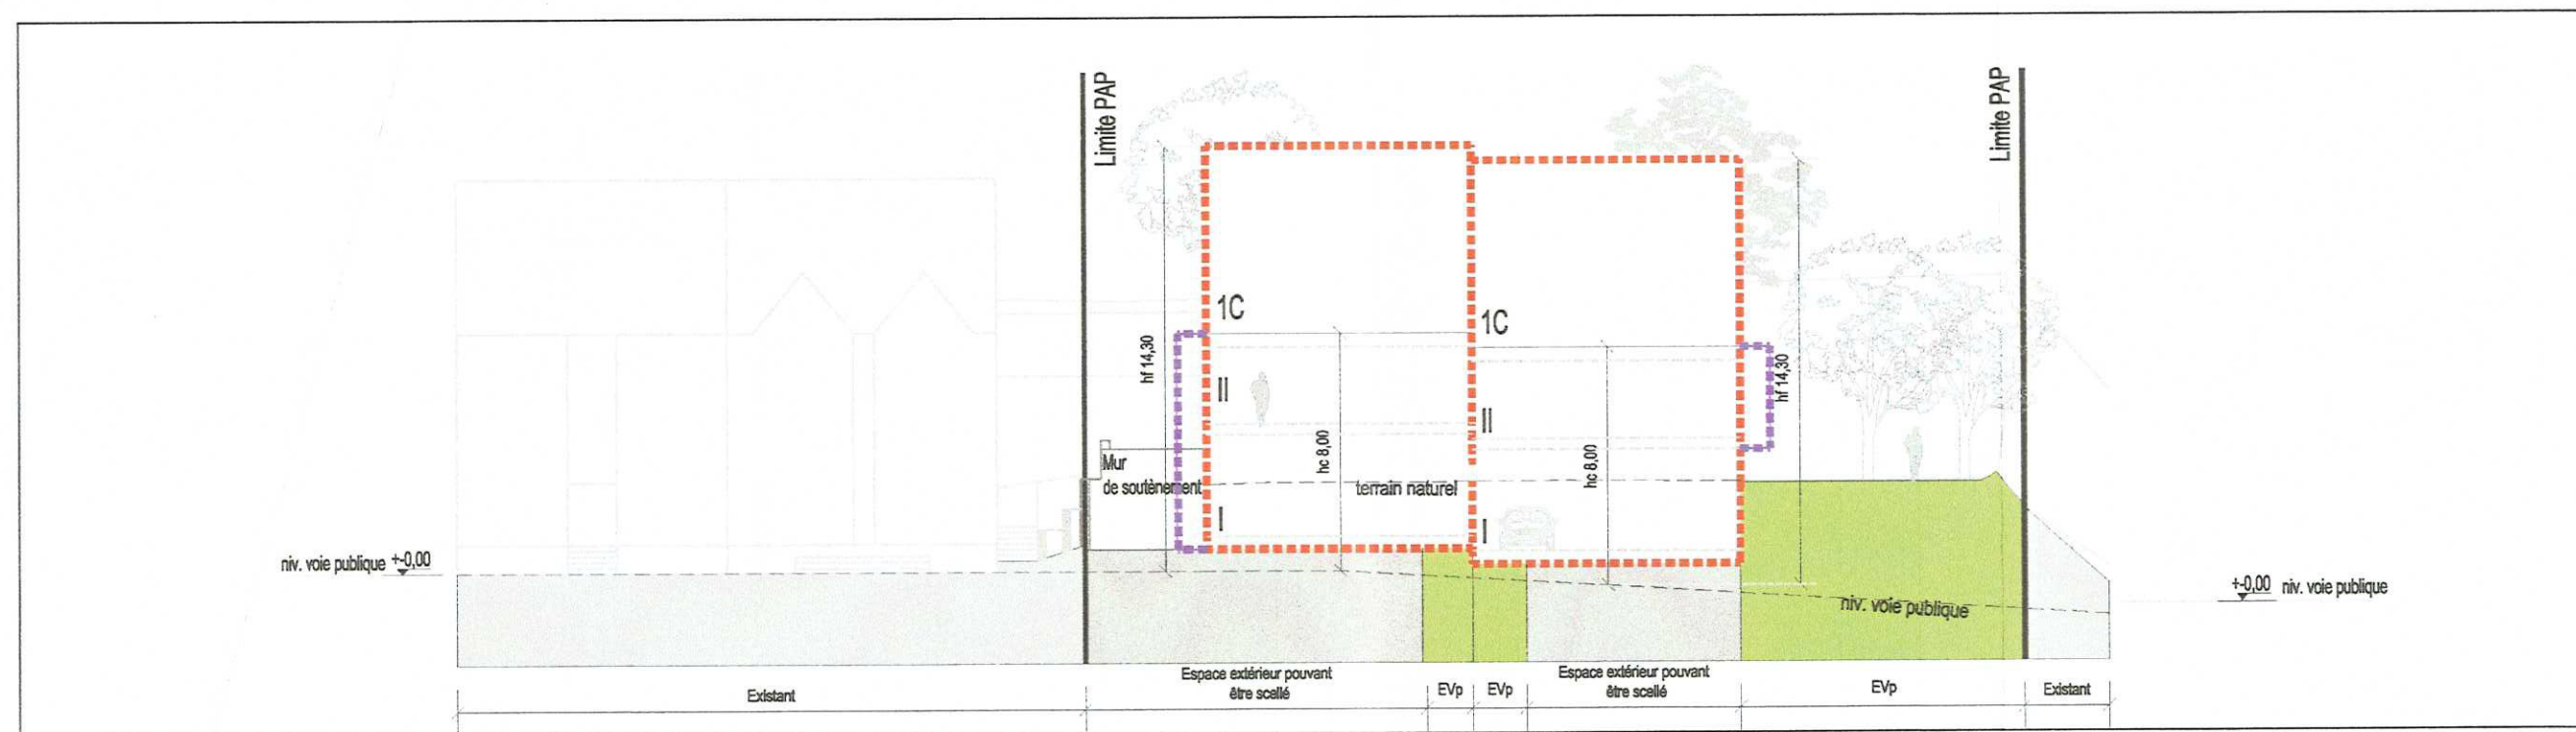 Limite PAP
Limite PAP
1C
1C
hf 14,30
hf 14,30
II
II
hc 8,00
hc 8,00
Mur
de soutènement
terrain naturel
I
I
niv. voie publique +-0,00
+-0,00 niv. voie publique
niv. voie publique
Existant
Espace extérieur pouvant
être scellé
EVp
EVp
Espace extérieur pouvant
être scellé
EVp
Existant